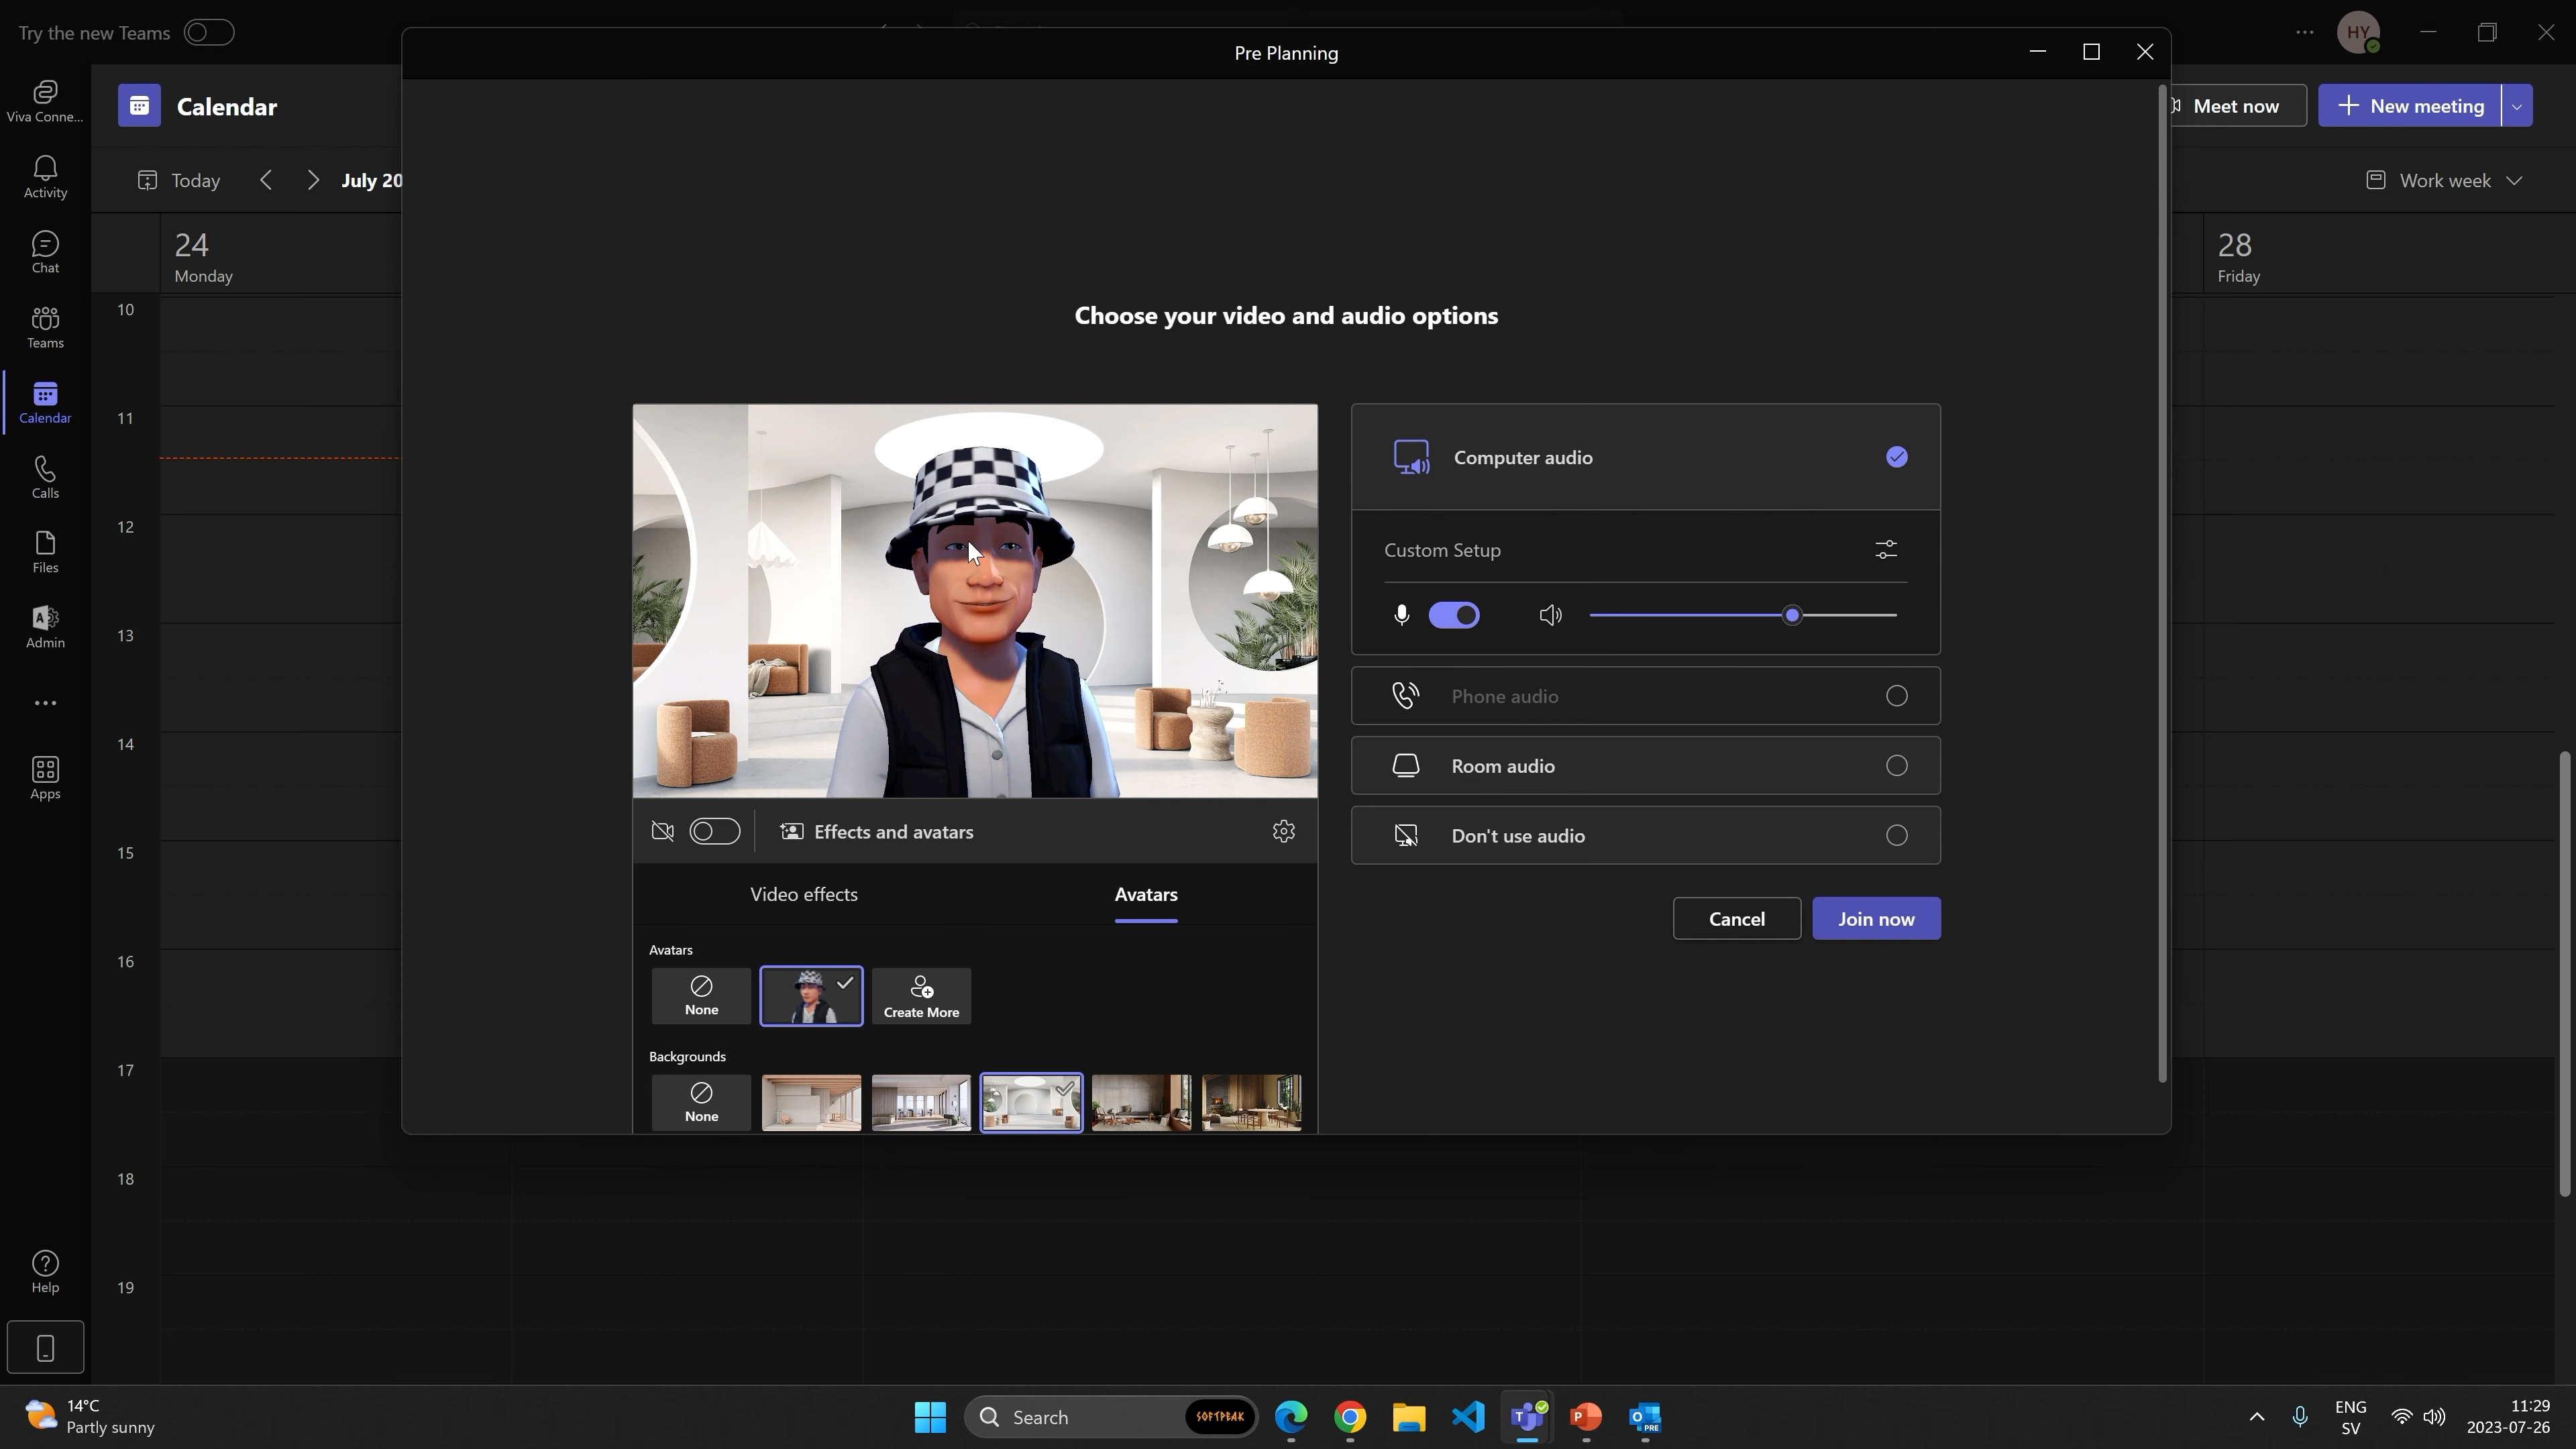 Try the new Teams
Pre Planning
HY
Viva Conne...
Calendar
Meet now
New meeting
Activity
Today
July 20
Work week
Chat
24
Monday
28
Friday
Teams
10
Choose your video and audio options
Calendar
11
Computer audio
Calls
12
Custom Setup
Files
13
Admin
Phone audio
14
Room audio
Apps
Effects and avatars
Don't use audio
15
Video effects
Avatars
Cancel
Join now
16
Avatars
None
Create More
17
Backgrounds
None
18
Help
19
14°C
Partly sunny
Search
SOFTPEAK
PRE
ENG
SV
11:29
2023-07-26